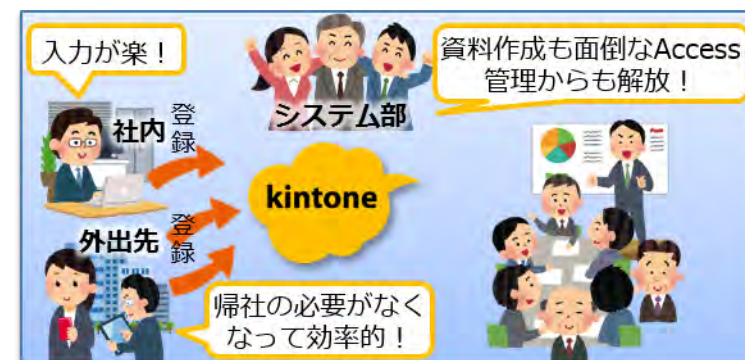 入力が楽！
資料作成も面倒なAccess
管理からも解放！
システム部
社内
登録
kintone
外出先
登録
帰社の必要がなく
なって効率的！